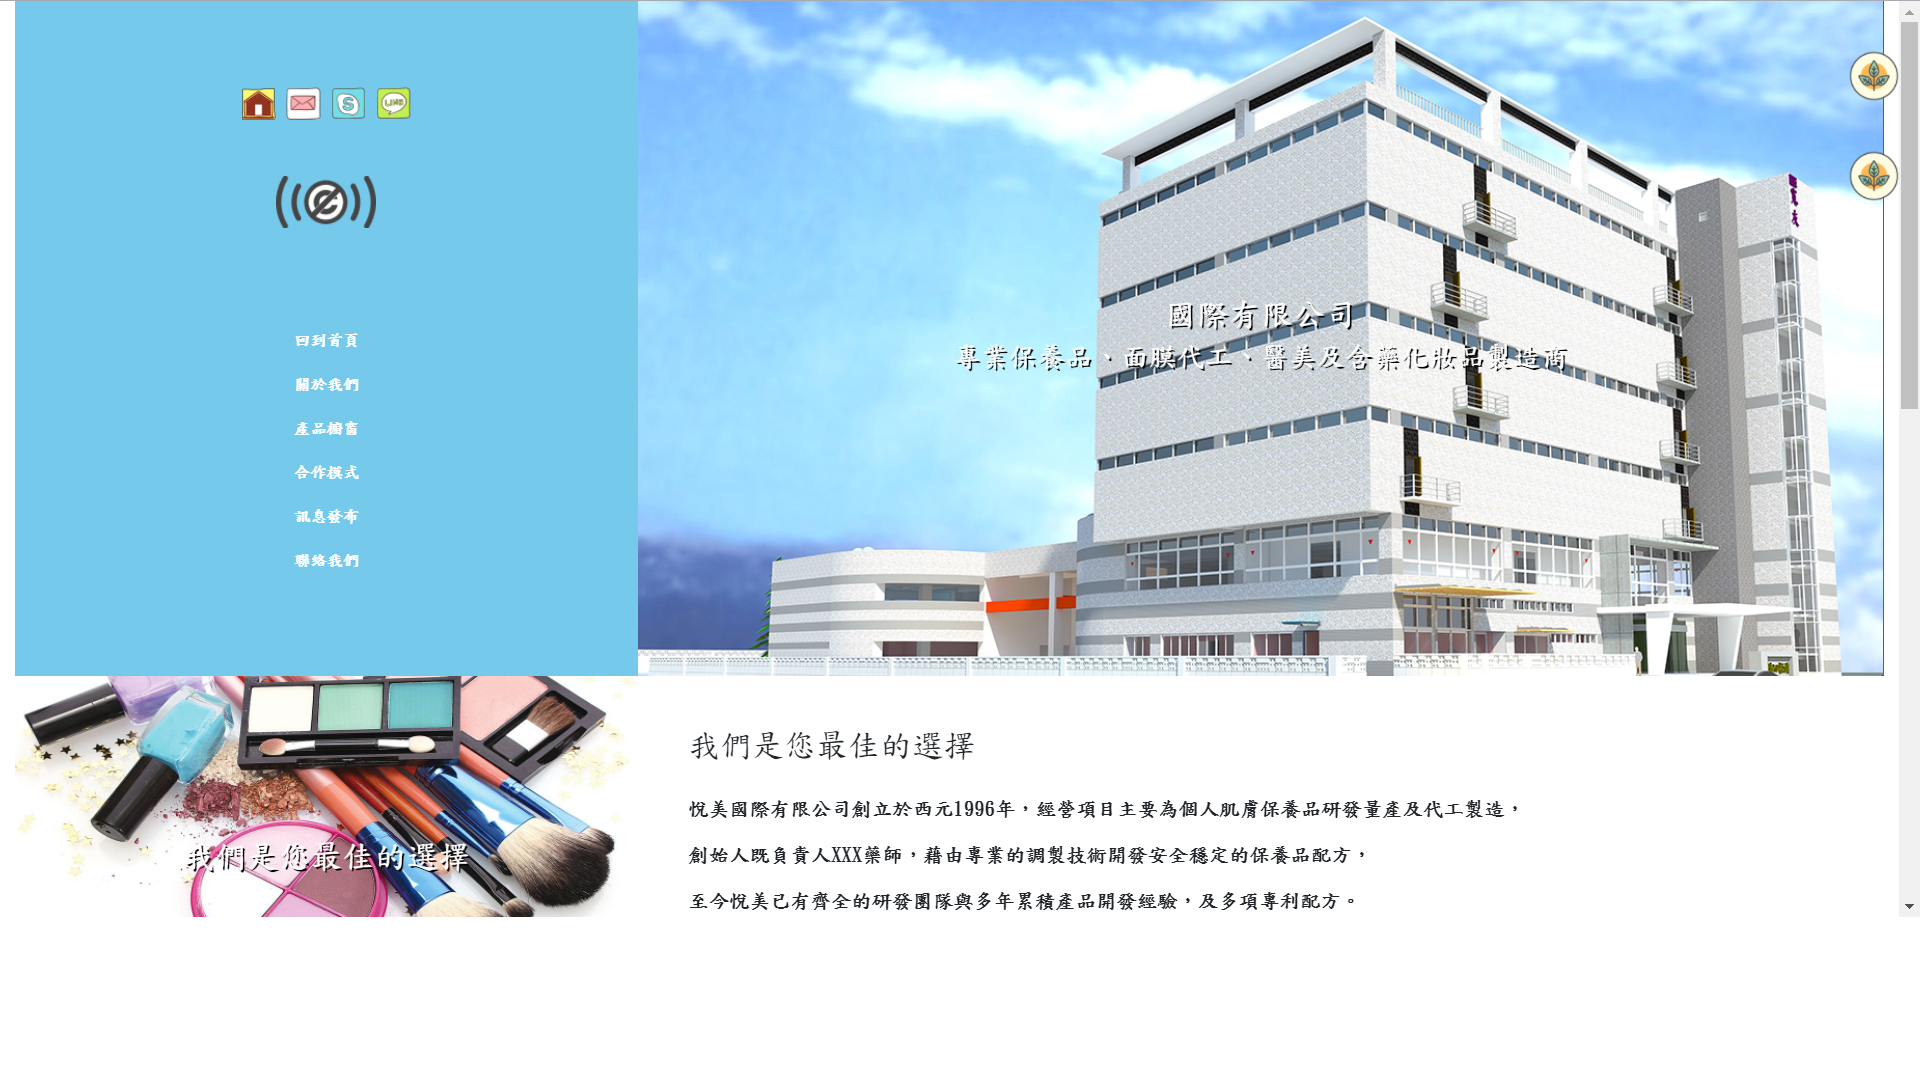 LINE
回到首頁
關於我們
產品櫥窗
合作模式
訊息發布
聯絡我們
國際有限公司
專業保養品、面膜代工、醫美及含藥化妝品製造商
我們是您最佳的選擇
我們是您最佳的選擇
悅美國際有限公司創立於西元1996年，經營項目主要為個人肌膚保養品研發量產及代工製造，
創始人既負責人XXX藥師，藉由專業的調製技術開發安全穩定的保養品配方，
至今悅美已有齊全的研發團隊與多年累積產品開發經驗，及多項專利配方。